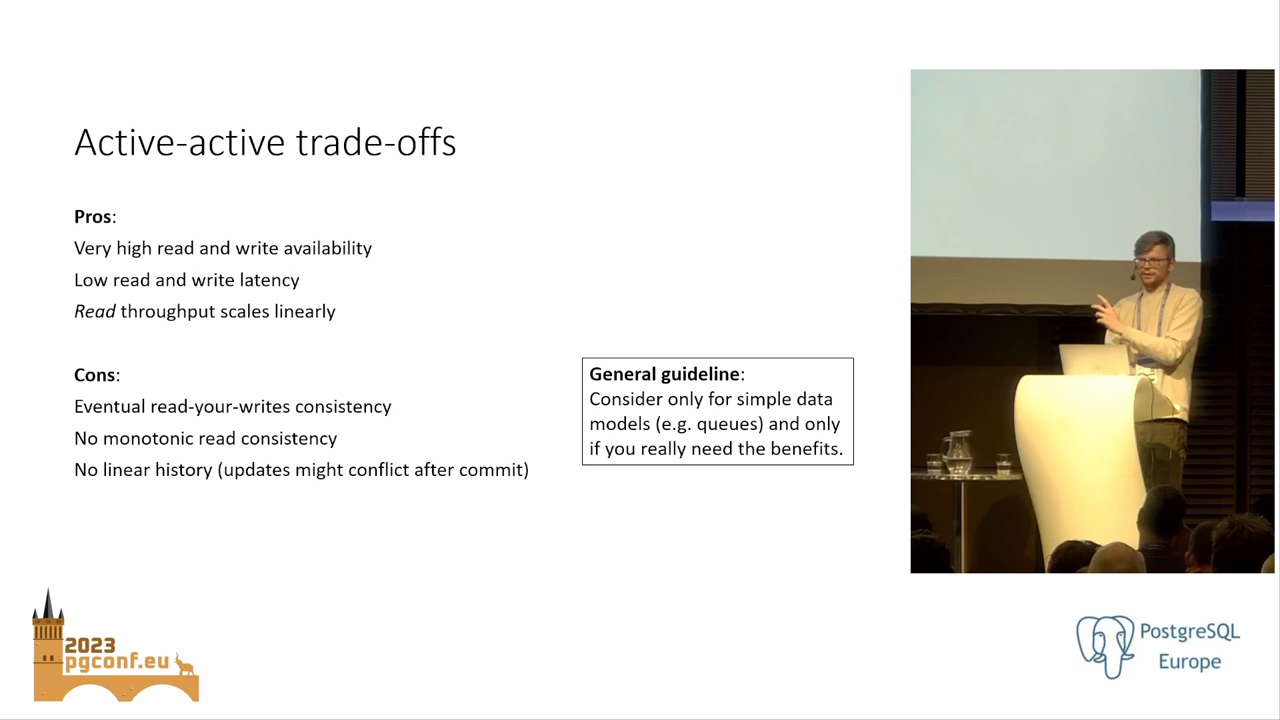 Active-active trade-offs
Pros:
Very high read and write availability
Low read and write latency
Read throughput scales linearly
Cons:
Eventual read-your-writes consistency
No monotonic read consistency
No linear history (updates might conflict after commit)
General guideline:
Consider only for simple data
models (e.g. queues) and only
if you really need the benefits.
2023
pgconf.eu
PostgreSQL
Europe